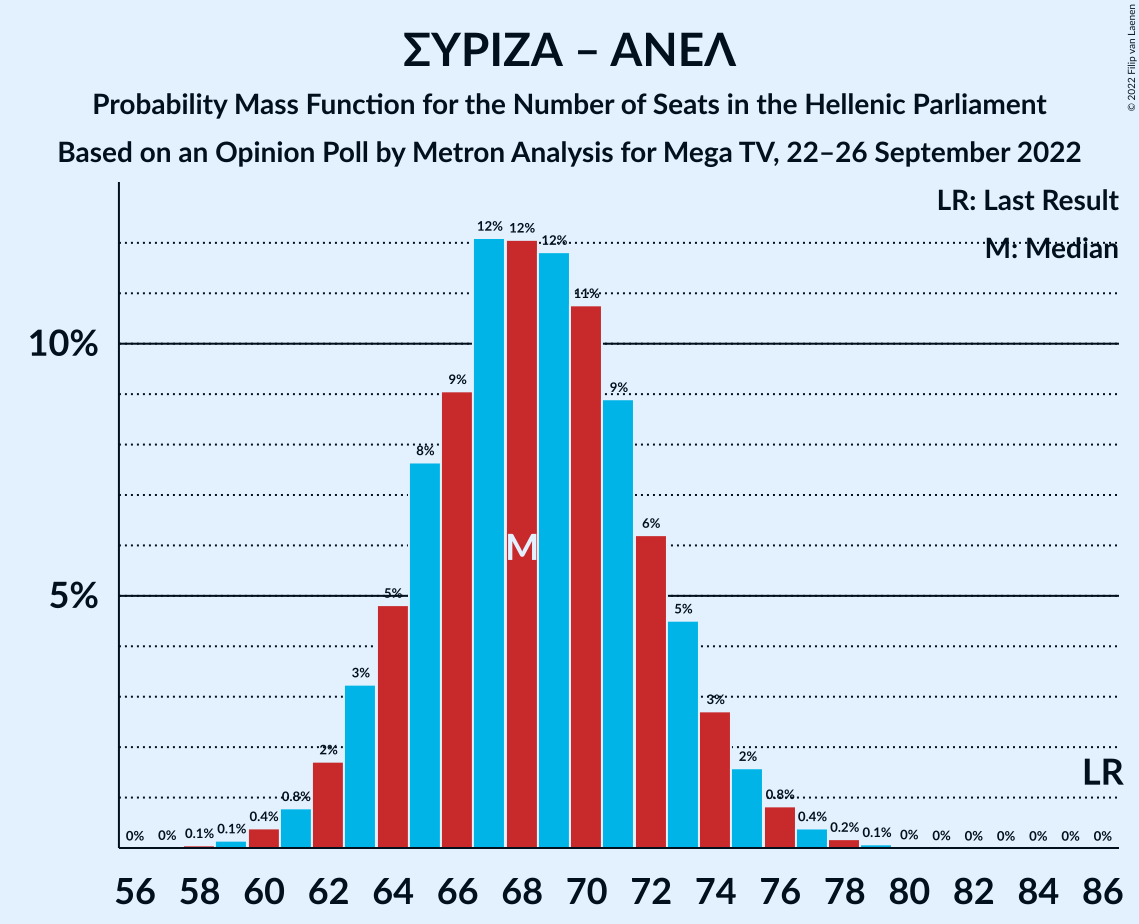 ΣΥΡΙΖΑ – ΑΝΕΛ
Probability Mass Function for the Number of Seats in the Hellenic Parliament
Based on an Opinion Poll by Metron Analysis for Mega TV, 22–26 September 2022
© 2022 Filip van Laenen
LR: Last Result
M: Median
10%
5%
0% 0% 0.1% 0.1% 0.4% 0.8% 2% 3% 5% 8% 9% 12% 12% 12% 11% 9% 6% 5% 3% 2% 0.8% 0.4% 0.2% 0.1% 0% 0% 0% 0% 0% 0% 0%
M
LR
56 58 60 62 64 66 68 70 72 74 76 78 80 82 84 86